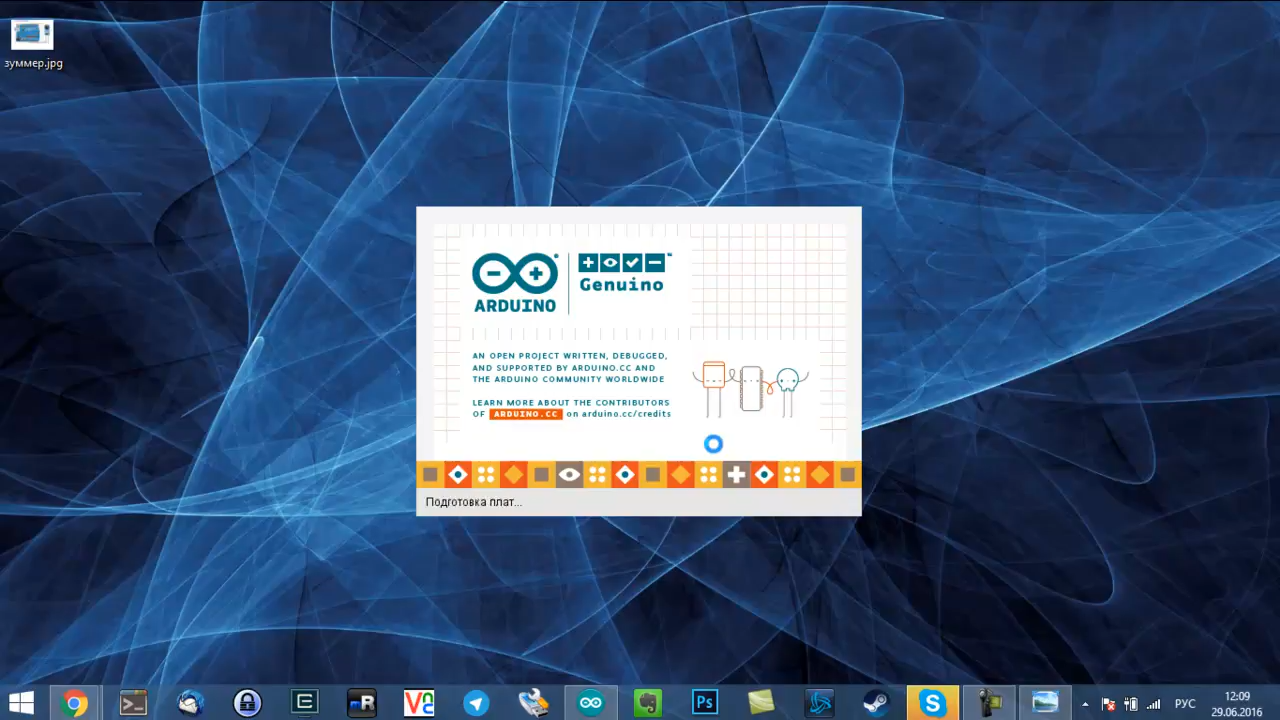 зуммер.jpg
ARDUINO
Genuino
AN OPEN PROJECT WRITTEN, DEBUGGED,
AND SUPPORTED BY ARDUINO.CC AND
THE ARDUINO COMMUNITY WORLDWIDE
LEARN MORE ABOUT THE CONTRIBUTORS
OF ARDUINO.CC on arduino.cc/credits
Подготовка плат...
РУС
12:09
29.06.2016